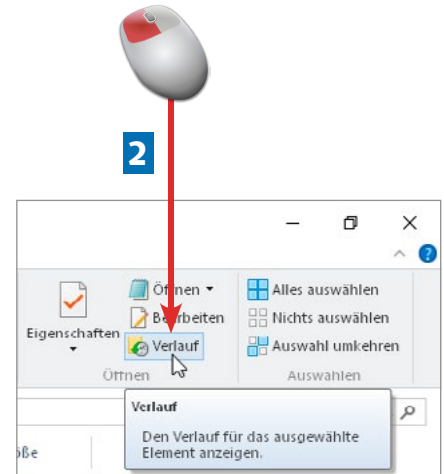 2
Öffnen
Alles auswählen
Bearbeiten
Nichts auswählen
Eigenschaften
Verlauf
Auswahl umkehren
Öffnen
Auswählen
Verlauf
Den Verlauf für das ausgewählte
Element anzeigen.
öße